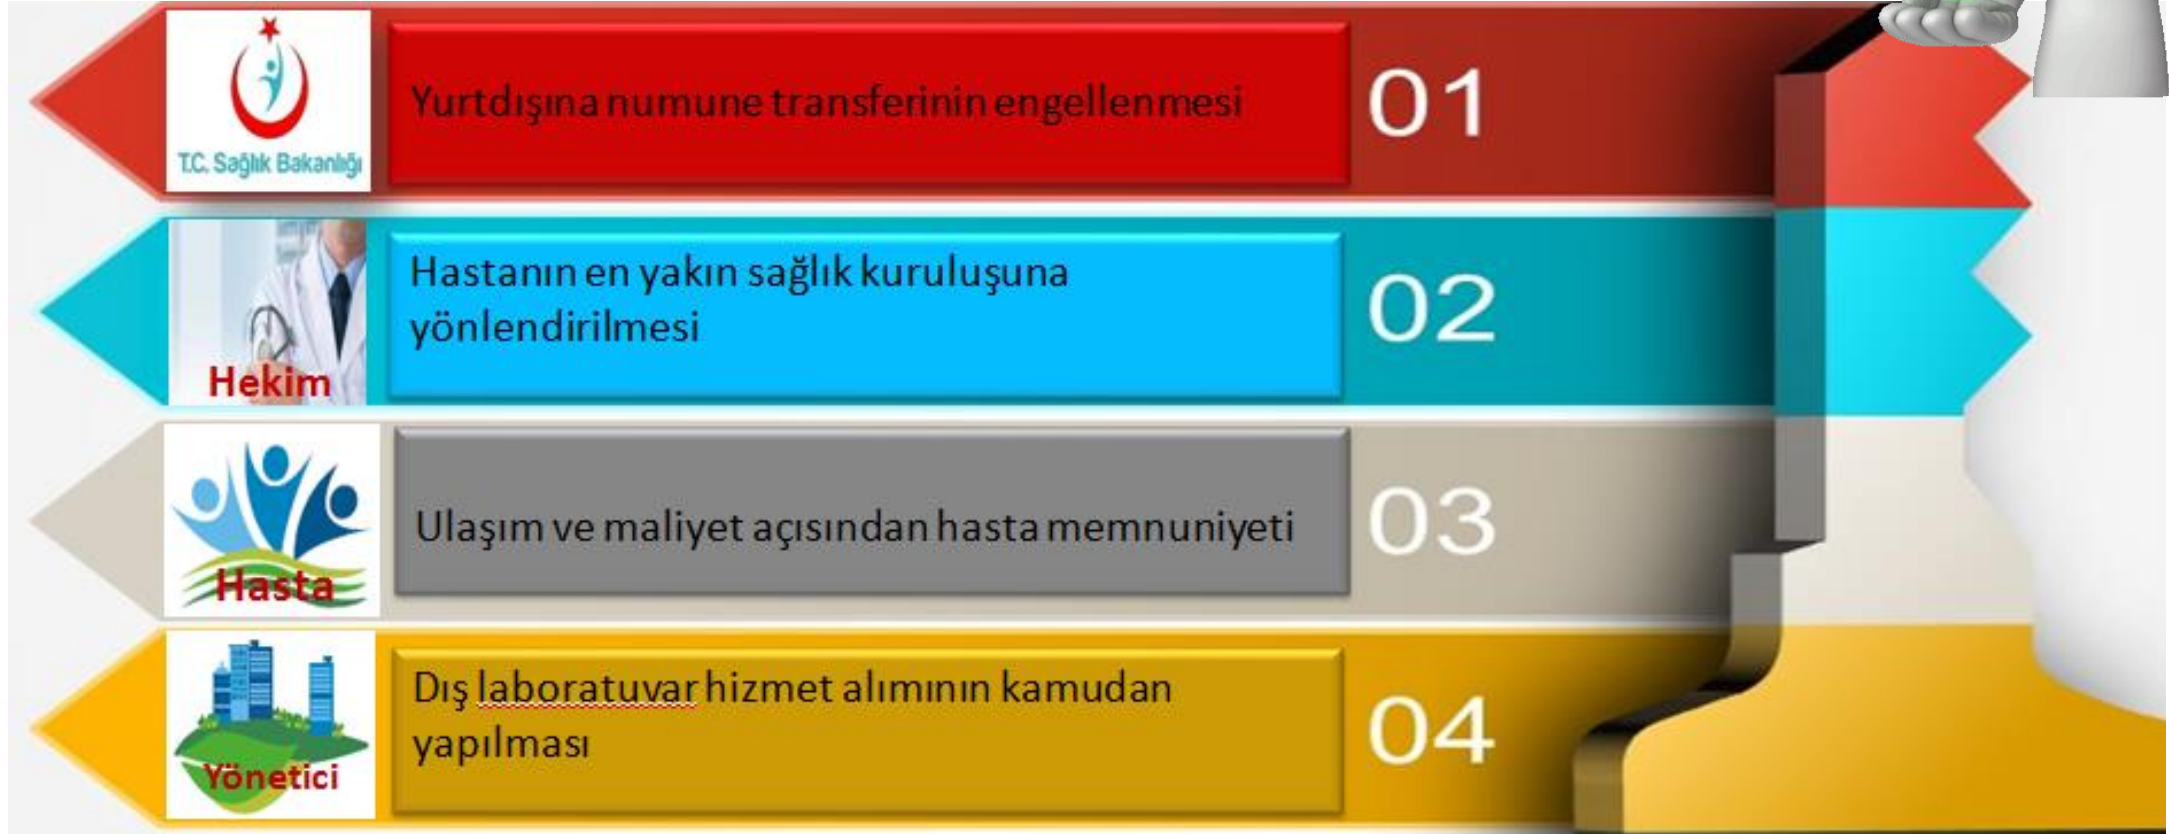 T.C. Sağlık Bakanlığı
Yurtdışına numune transferinin engellenmesi
01
Hekim
Hastanın en yakın sağlık kuruluşuna
yönlendirilmesi
02
Hasta
Ulaşım ve maliyet açısından hasta memnuniyeti
03
Yönetici
Dış laboratuvar hizmet alımının kamudan
yapılması
04